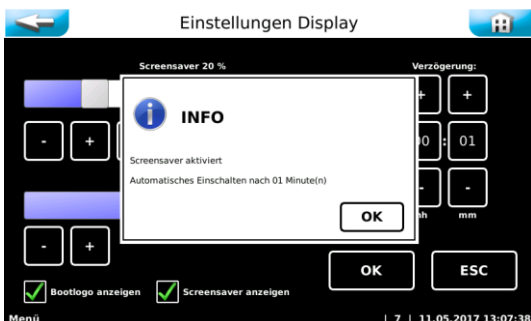 Einstellungen Display
Screensaver 20 %
Verzögerung:
INFO
Screensaver aktiviert
Automatisches Einschalten nach 01 Minute(n)
OK
+ +
- +
: 01
- -
mm
- +
OK ESC
Bootlogo anzeigen Screensaver anzeigen
Menü | 7 | 11.05.2017 13:07:38